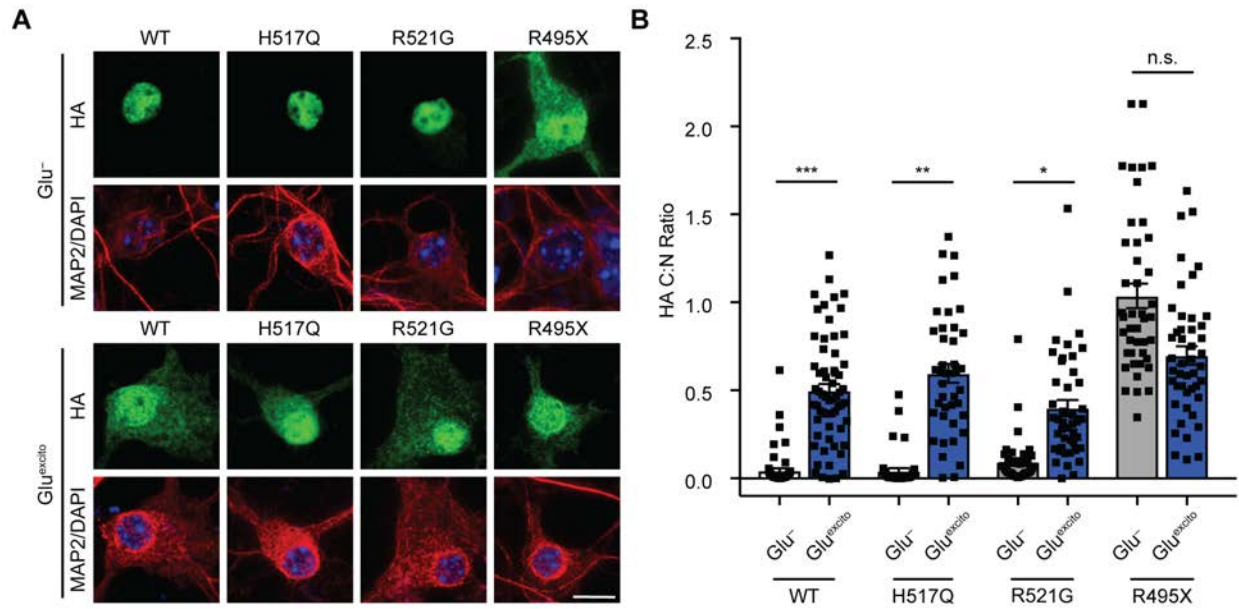 A
WT H517Q R521G R495X
Glu⁻
HA
MAP2/DAPI
WT H517Q R521G R495X
Gluᵉˣᶜⁱᵗᵒ
HA
MAP2/DAPI
B
HA C:N Ratio
2.5
2.0
1.5
1.0
0.5
0.0
*** ** * n.s.
Glu⁻ Gluᵉˣᶜⁱᵗᵒ Glu⁻ Gluᵉˣᶜⁱᵗᵒ Glu⁻ Gluᵉˣᶜⁱᵗᵒ Glu⁻ Gluᵉˣᶜⁱᵗᵒ
WT H517Q R521G R495X